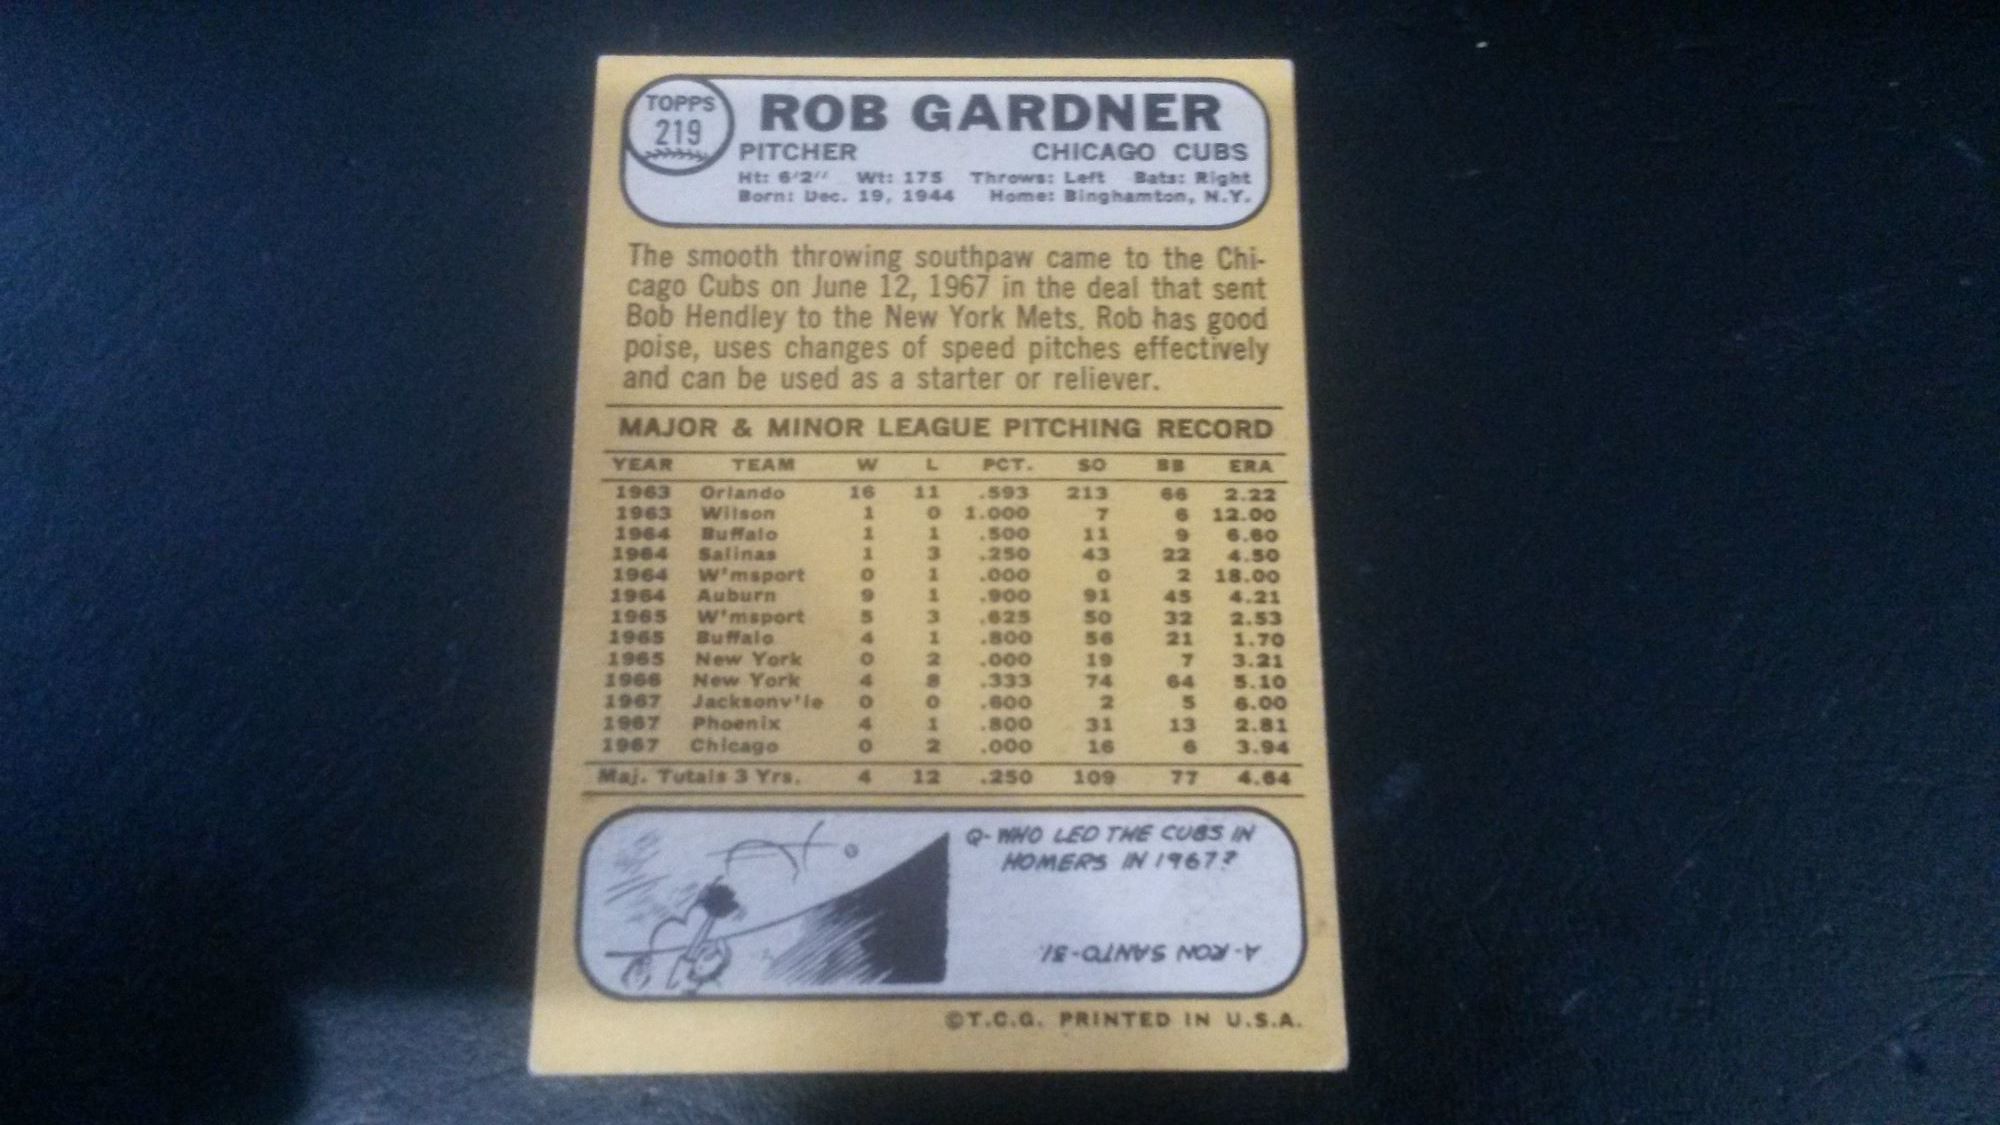 TOPPS
219
ROB GARDNER
PITCHER CHICAGO CUBS
Ht: 6'2" Wt: 175 Throws: Left Bats: Right
Born: Dec. 19, 1944 Home: Binghamton, N.Y.
The smooth throwing southpaw came to the Chi-
cago Cubs on June 12, 1967 in the deal that sent
Bob Hendley to the New York Mets. Rob has good
poise, uses changes of speed pitches effectively
and can be used as a starter or reliever.
MAJOR & MINOR LEAGUE PITCHING RECORD
YEAR TEAM W L PCT. SO BB ERA
1963 Orlando 16 11 .593 213 66 2.22
1963 Wilson 1 0 1.000 7 6 12.00
1964 Buffalo 1 1 .500 11 9 6.60
1964 Salinas 1 3 .250 43 22 4.50
1964 W'msport 0 1 .000 0 2 18.00
1964 Auburn 9 1 .900 91 45 4.21
1965 W'msport 5 3 .625 50 32 2.53
1965 Buffalo 4 1 .800 56 21 1.70
1965 New York 0 2 .000 19 7 3.21
1966 New York 4 8 .333 74 64 5.10
1967 Jacksonv'le 0 0 .000 2 5 6.00
1967 Phoenix 4 1 .800 31 13 2.81
1967 Chicago 0 2 .000 16 6 3.94
Maj. Totals 3 Yrs. 4 12 .250 109 77 4.64
Q- WHO LED THE CUBS IN
HOMERS IN 1967?
A- RON SANTO-31.
©T.C.G. PRINTED IN U.S.A.